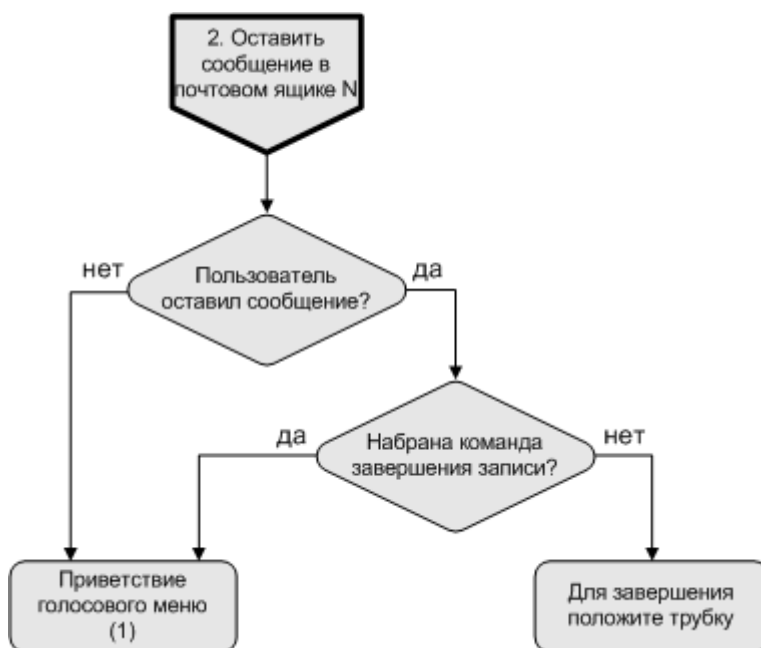 2. Оставить
сообщение в
почтовом ящике N
нет
да
Пользователь
оставил сообщение?
да
нет
Набрана команда
завершения записи?
Приветствие
голосового меню
(1)
Для завершения
положите трубку